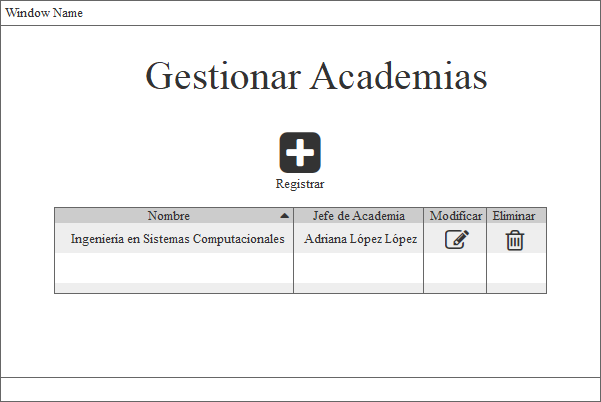 Window Name
Gestionar Academias
Registrar
Nombre Jefe de Academia Modificar Eliminar
Ingeniería en Sistemas Computacionales Adriana López López